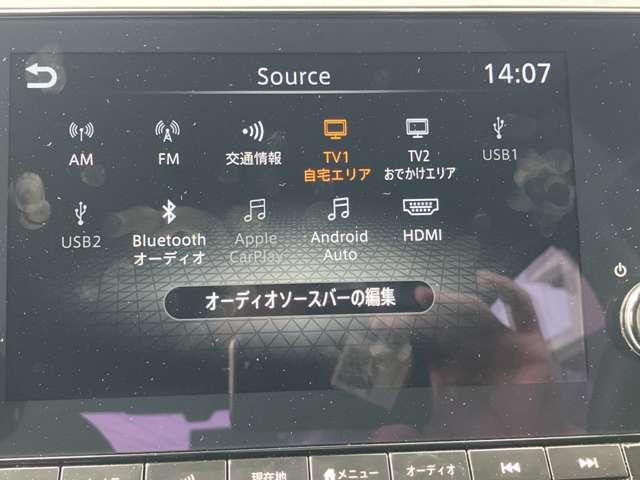 Source
14:07
AM
FM
交通情報
TV1
自宅エリア
TV2
おでかけエリア
USB1
USB2
Bluetooth
オーディオ
Apple
CarPlay
Android
Auto
HDMI
オーディオソースバーの編集
現在地
メニュー
オーディオ